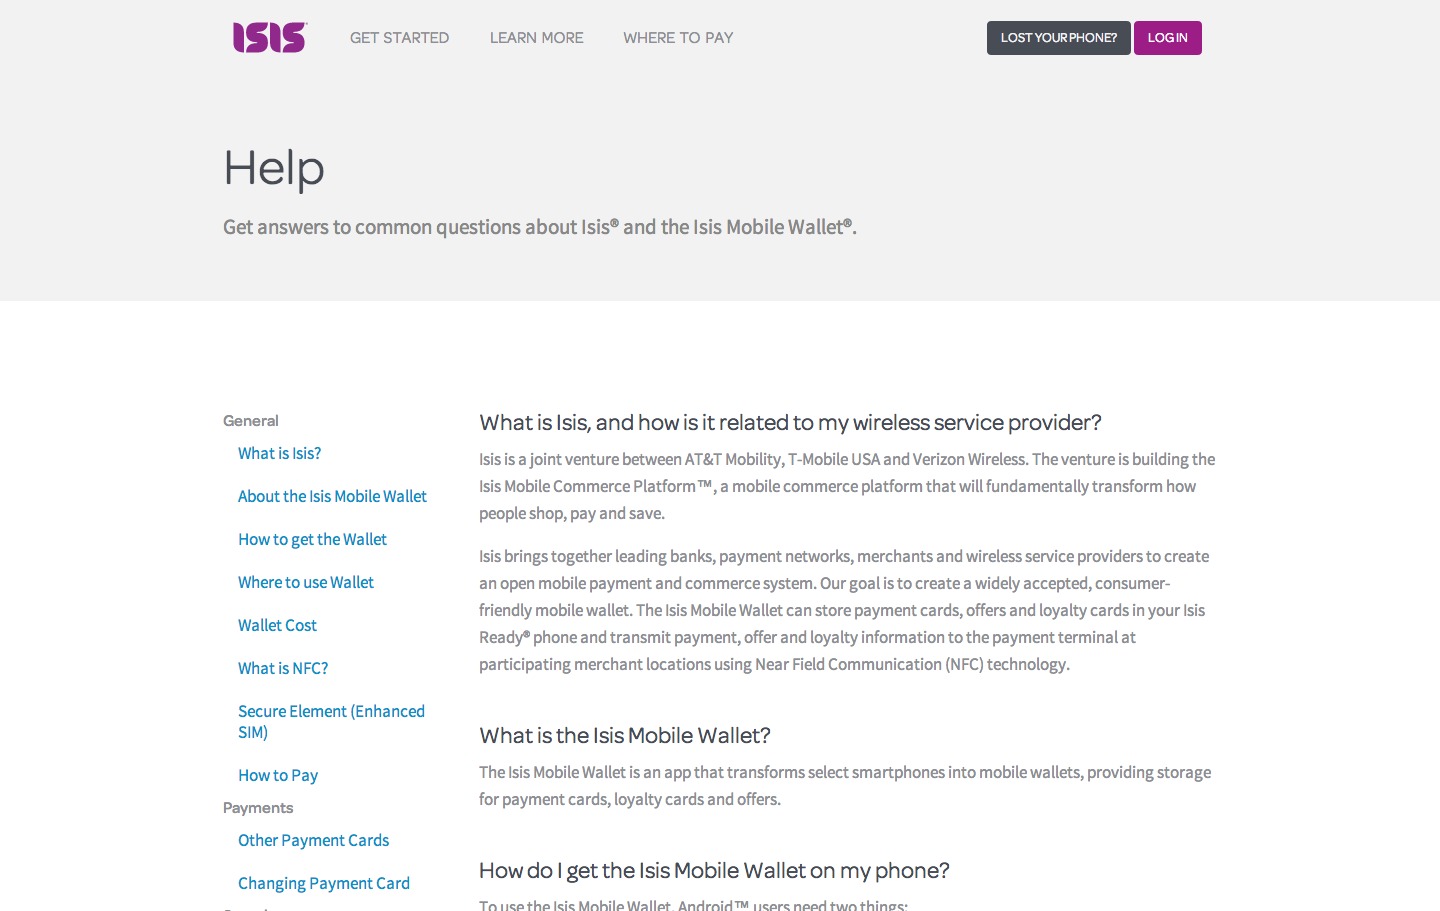 ISIS GET STARTED LEARN MORE WHERE TO PAY LOST YOUR PHONE? LOG IN
Help
Get answers to common questions about Isis® and the Isis Mobile Wallet®.
General
What is Isis?
About the Isis Mobile Wallet
How to get the Wallet
Where to use Wallet
Wallet Cost
What is NFC?
Secure Element (Enhanced
SIM)
How to Pay
Payments
Other Payment Cards
Changing Payment Card
What is Isis, and how is it related to my wireless service provider?
Isis is a joint venture between AT&T Mobility, T-Mobile USA and Verizon Wireless. The venture is building the
Isis Mobile Commerce Platform™, a mobile commerce platform that will fundamentally transform how
people shop, pay and save.
Isis brings together leading banks, payment networks, merchants and wireless service providers to create
an open mobile payment and commerce system. Our goal is to create a widely accepted, consumer-
friendly mobile wallet. The Isis Mobile Wallet can store payment cards, offers and loyalty cards in your Isis
Ready® phone and transmit payment, offer and loyalty information to the payment terminal at
participating merchant locations using Near Field Communication (NFC) technology.
What is the Isis Mobile Wallet?
The Isis Mobile Wallet is an app that transforms select smartphones into mobile wallets, providing storage
for payment cards, loyalty cards and offers.
How do I get the Isis Mobile Wallet on my phone?
To use the Isis Mobile Wallet, Android™ users need two things: